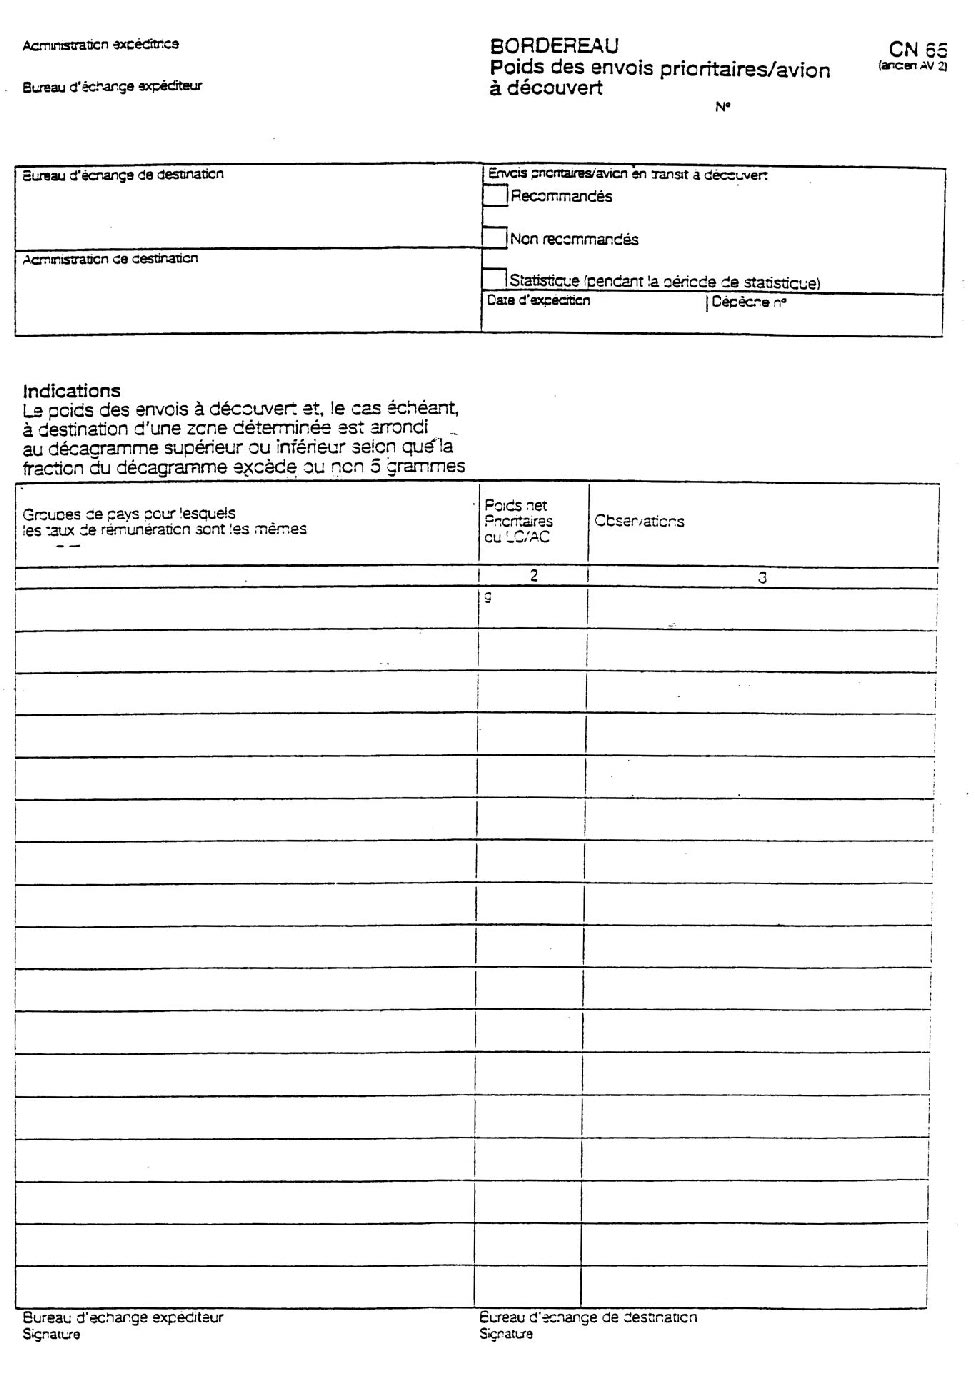 Administration expéditrice
Bureau d'échange expéditeur
BORDEREAU
Poids des envois prioritaires/avion
à découvert
N°
CN 65
(ancien AV 2)
Bureau d'échange de destination
Administration de destination
Envois prioritaires/avion en transit à découvert
Recommandés
Non recommandés
Statistique (pendant la période de statistique)
Date d'expédition
Dépêche n°
Indications
Le poids des envois à découvert et, le cas échéant,
à destination d'une zone déterminée est arrondi
au décagramme supérieur ou inférieur selon que la
fraction du décagramme excède ou non 5 grammes
Groupes de pays pour lesquels
les taux de rémunération sont les mêmes
Poids net
Prioritaires
ou LC/AC
Observations
2
3
g
Bureau d'échange expéditeur
Signature
Bureau d'échange de destination
Signature